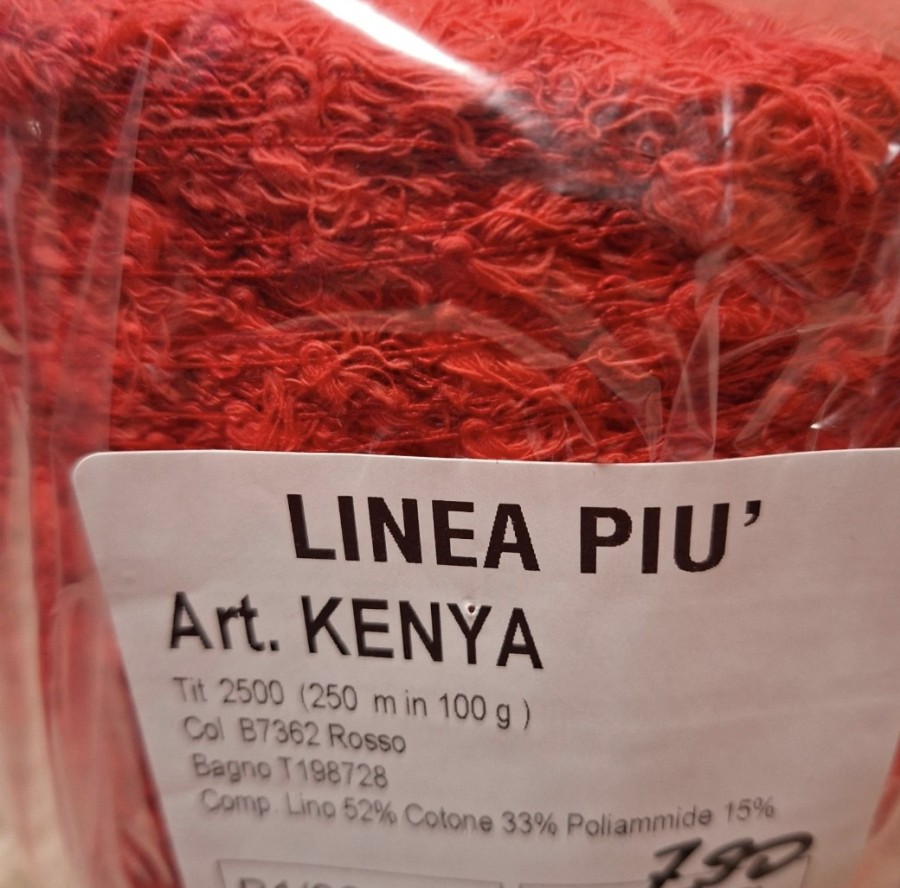 LINEA PIU’
Art. KENYA
Tit 2500 (250 m in 100 g )
Col B7362 Rosso
Bagno T198728
Comp. Lino 52% Cotone 33% Poliammide 15%
790